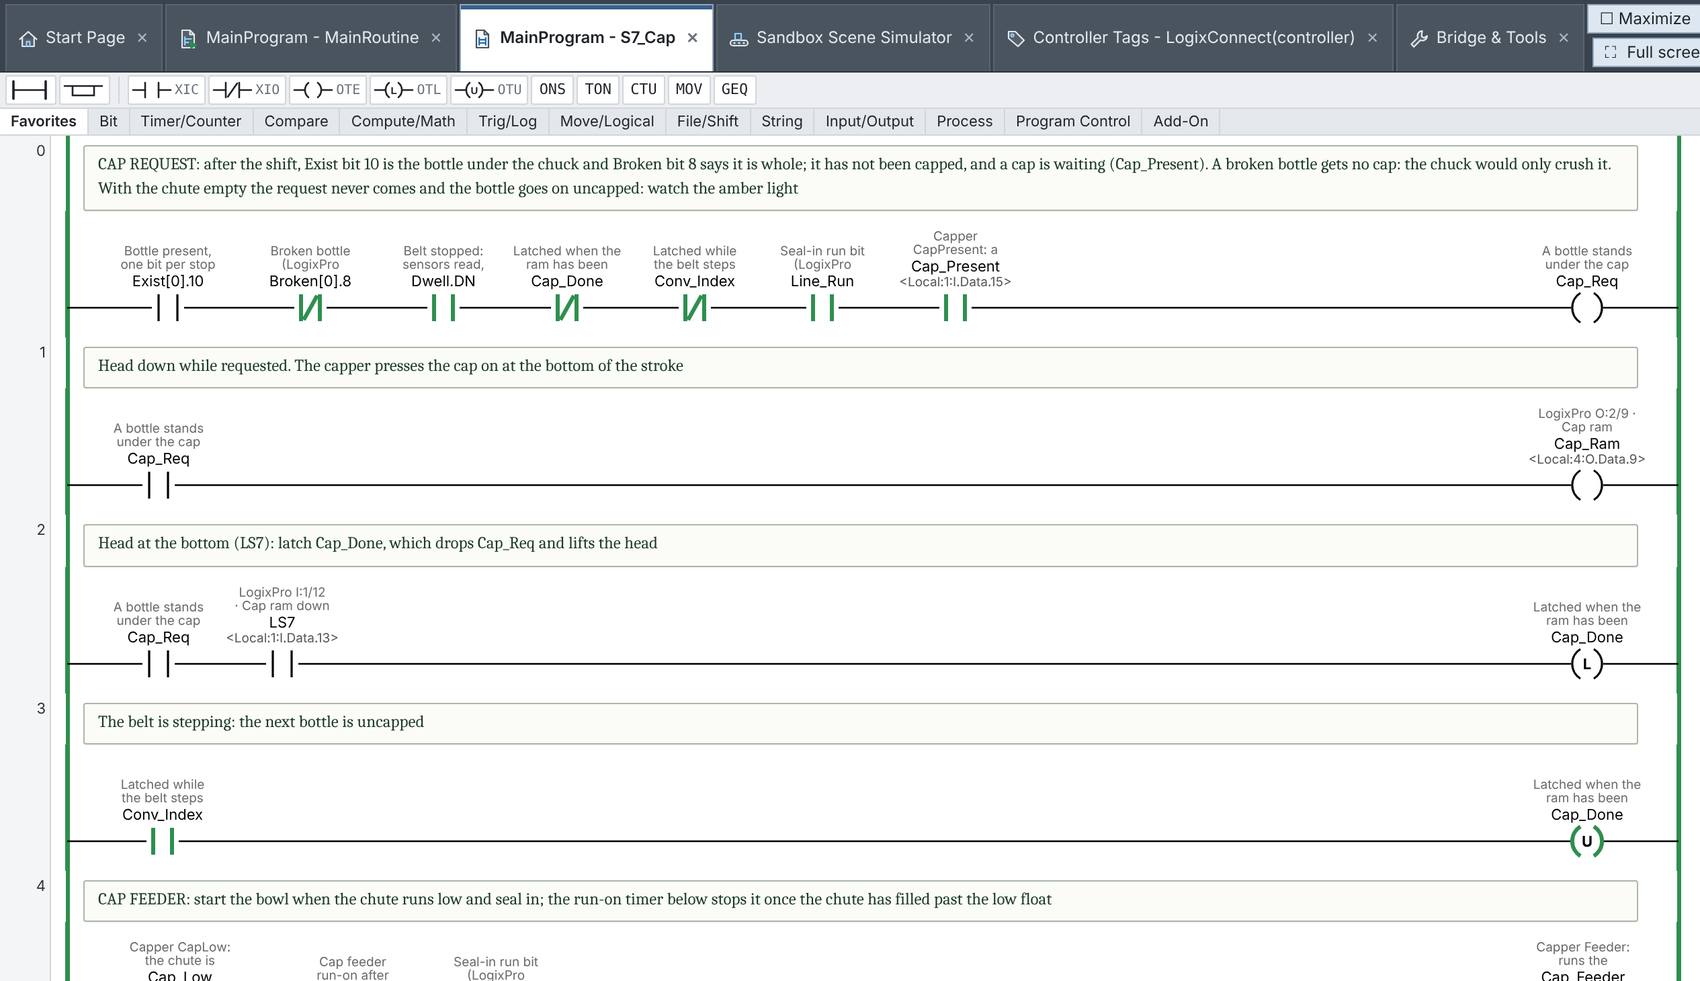 Start Page ×
MainProgram - MainRoutine ×
MainProgram - S7_Cap ×
Sandbox Scene Simulator ×
Controller Tags - LogixConnect(controller) ×
Bridge & Tools ×
Maximize
Full scree
XIC
XIO
OTE
L OTL
U OTU
ONS
TON
CTU
MOV
GEQ
Favorites Bit Timer/Counter Compare Compute/Math Trig/Log Move/Logical File/Shift String Input/Output Process Program Control Add-On
0
CAP REQUEST: after the shift, Exist bit 10 is the bottle under the chuck and Broken bit 8 says it is whole; it has not been capped, and a cap is waiting (Cap_Present). A broken bottle gets no cap: the chuck would only crush it.
With the chute empty the request never comes and the bottle goes on uncapped: watch the amber light
Bottle present,
one bit per stop
Exist[0].10
Broken bottle
(LogixPro
Broken[0].8
Belt stopped:
sensors read,
Dwell.DN
Latched when the
ram has been
Cap_Done
Latched while
the belt steps
Conv_Index
Seal-in run bit
(LogixPro
Line_Run
Capper
CapPresent: a
Cap_Present
<Local:1:I.Data.15>
A bottle stands
under the cap
Cap_Req
1
Head down while requested. The capper presses the cap on at the bottom of the stroke
A bottle stands
under the cap
Cap_Req
LogixPro O:2/9 ·
Cap ram
Cap_Ram
<Local:4:O.Data.9>
2
Head at the bottom (LS7): latch Cap_Done, which drops Cap_Req and lifts the head
A bottle stands
under the cap
Cap_Req
LogixPro I:1/12
· Cap ram down
LS7
<Local:1:I.Data.13>
Latched when the
ram has been
Cap_Done
L
3
The belt is stepping: the next bottle is uncapped
Latched while
the belt steps
Conv_Index
Latched when the
ram has been
Cap_Done
U
4
CAP FEEDER: start the bowl when the chute runs low and seal in; the run-on timer below stops it once the chute has filled past the low float
Capper CapLow:
the chute is
Cap_Low
Cap feeder
run-on after
Seal-in run bit
(LogixPro
Capper Feeder:
runs the
Cap_Feeder